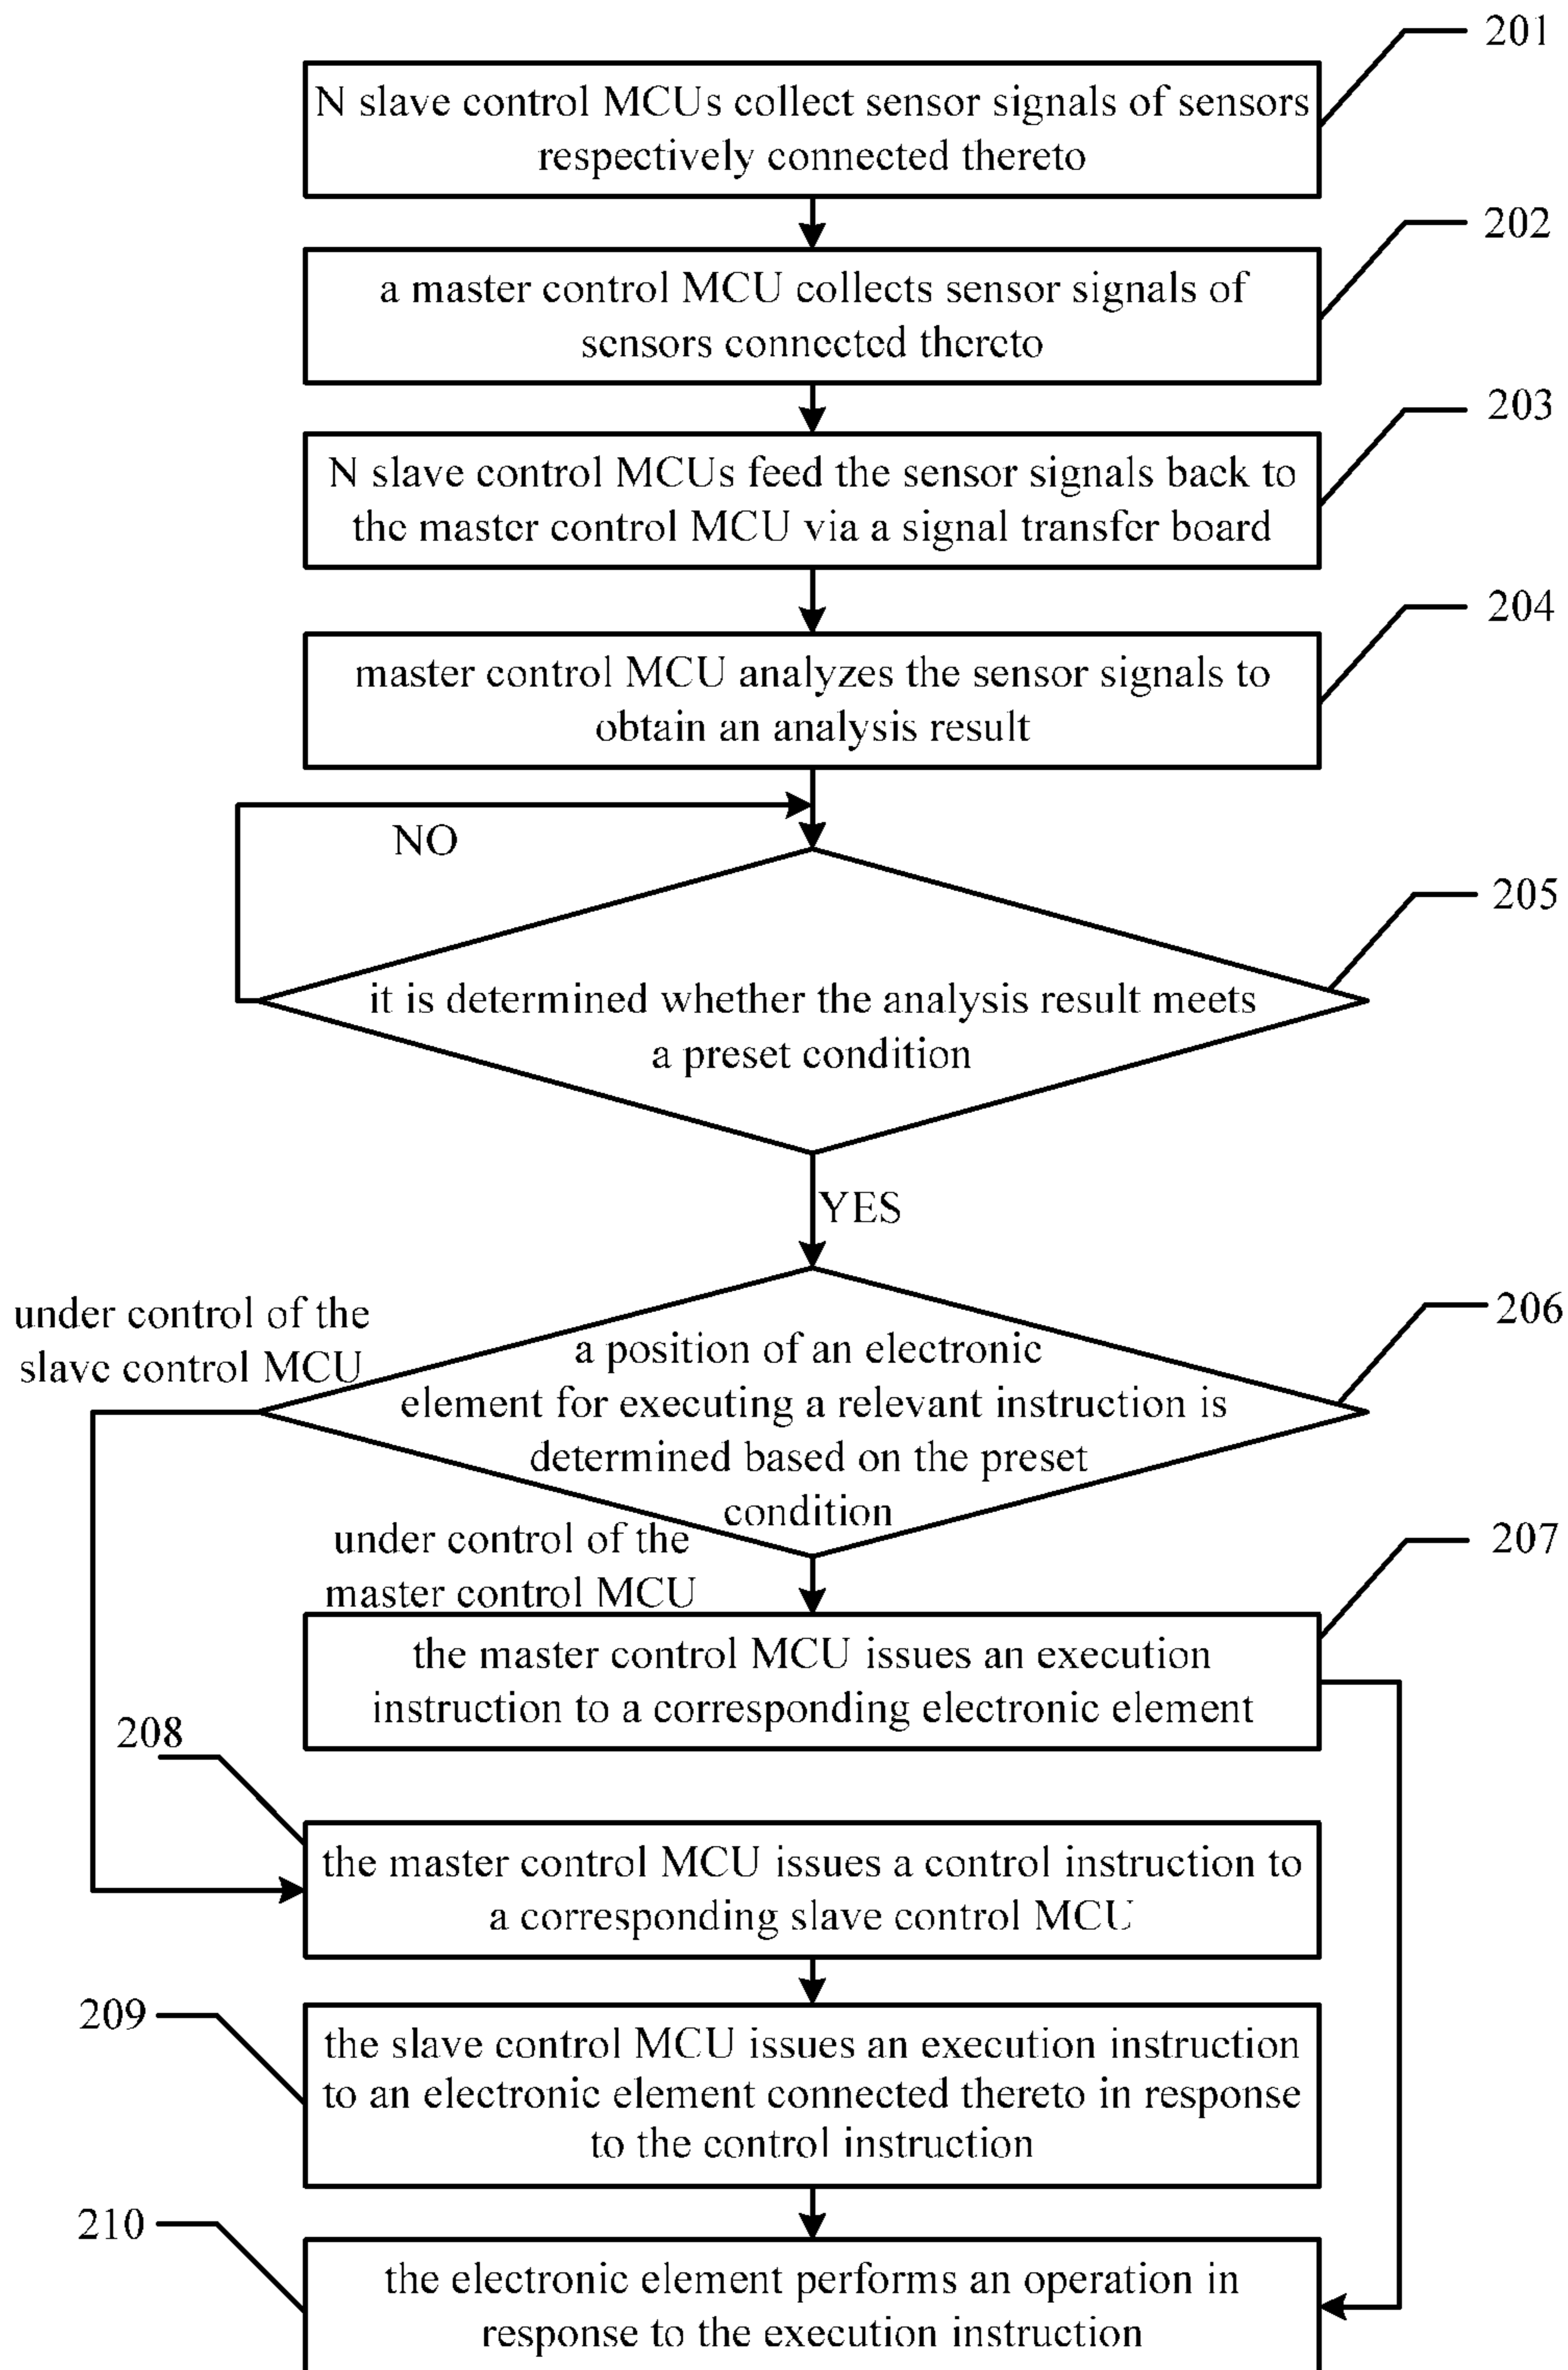 201
N slave control MCUs collect sensor signals of sensors
respectively connected thereto
202
a master control MCU collects sensor signals of
sensors connected thereto
203
N slave control MCUs feed the sensor signals back to
the master control MCU via a signal transfer board
204
master control MCU analyzes the sensor signals to
obtain an analysis result
NO
205
it is determined whether the analysis result meets
a preset condition
YES
206
under control of the
slave control MCU
a position of an electronic
element for executing a relevant instruction is
determined based on the preset
condition
under control of the
master control MCU
207
the master control MCU issues an execution
instruction to a corresponding electronic element
208
the master control MCU issues a control instruction to
a corresponding slave control MCU
209
the slave control MCU issues an execution instruction
to an electronic element connected thereto in response
to the control instruction
210
the electronic element performs an operation in
response to the execution instruction